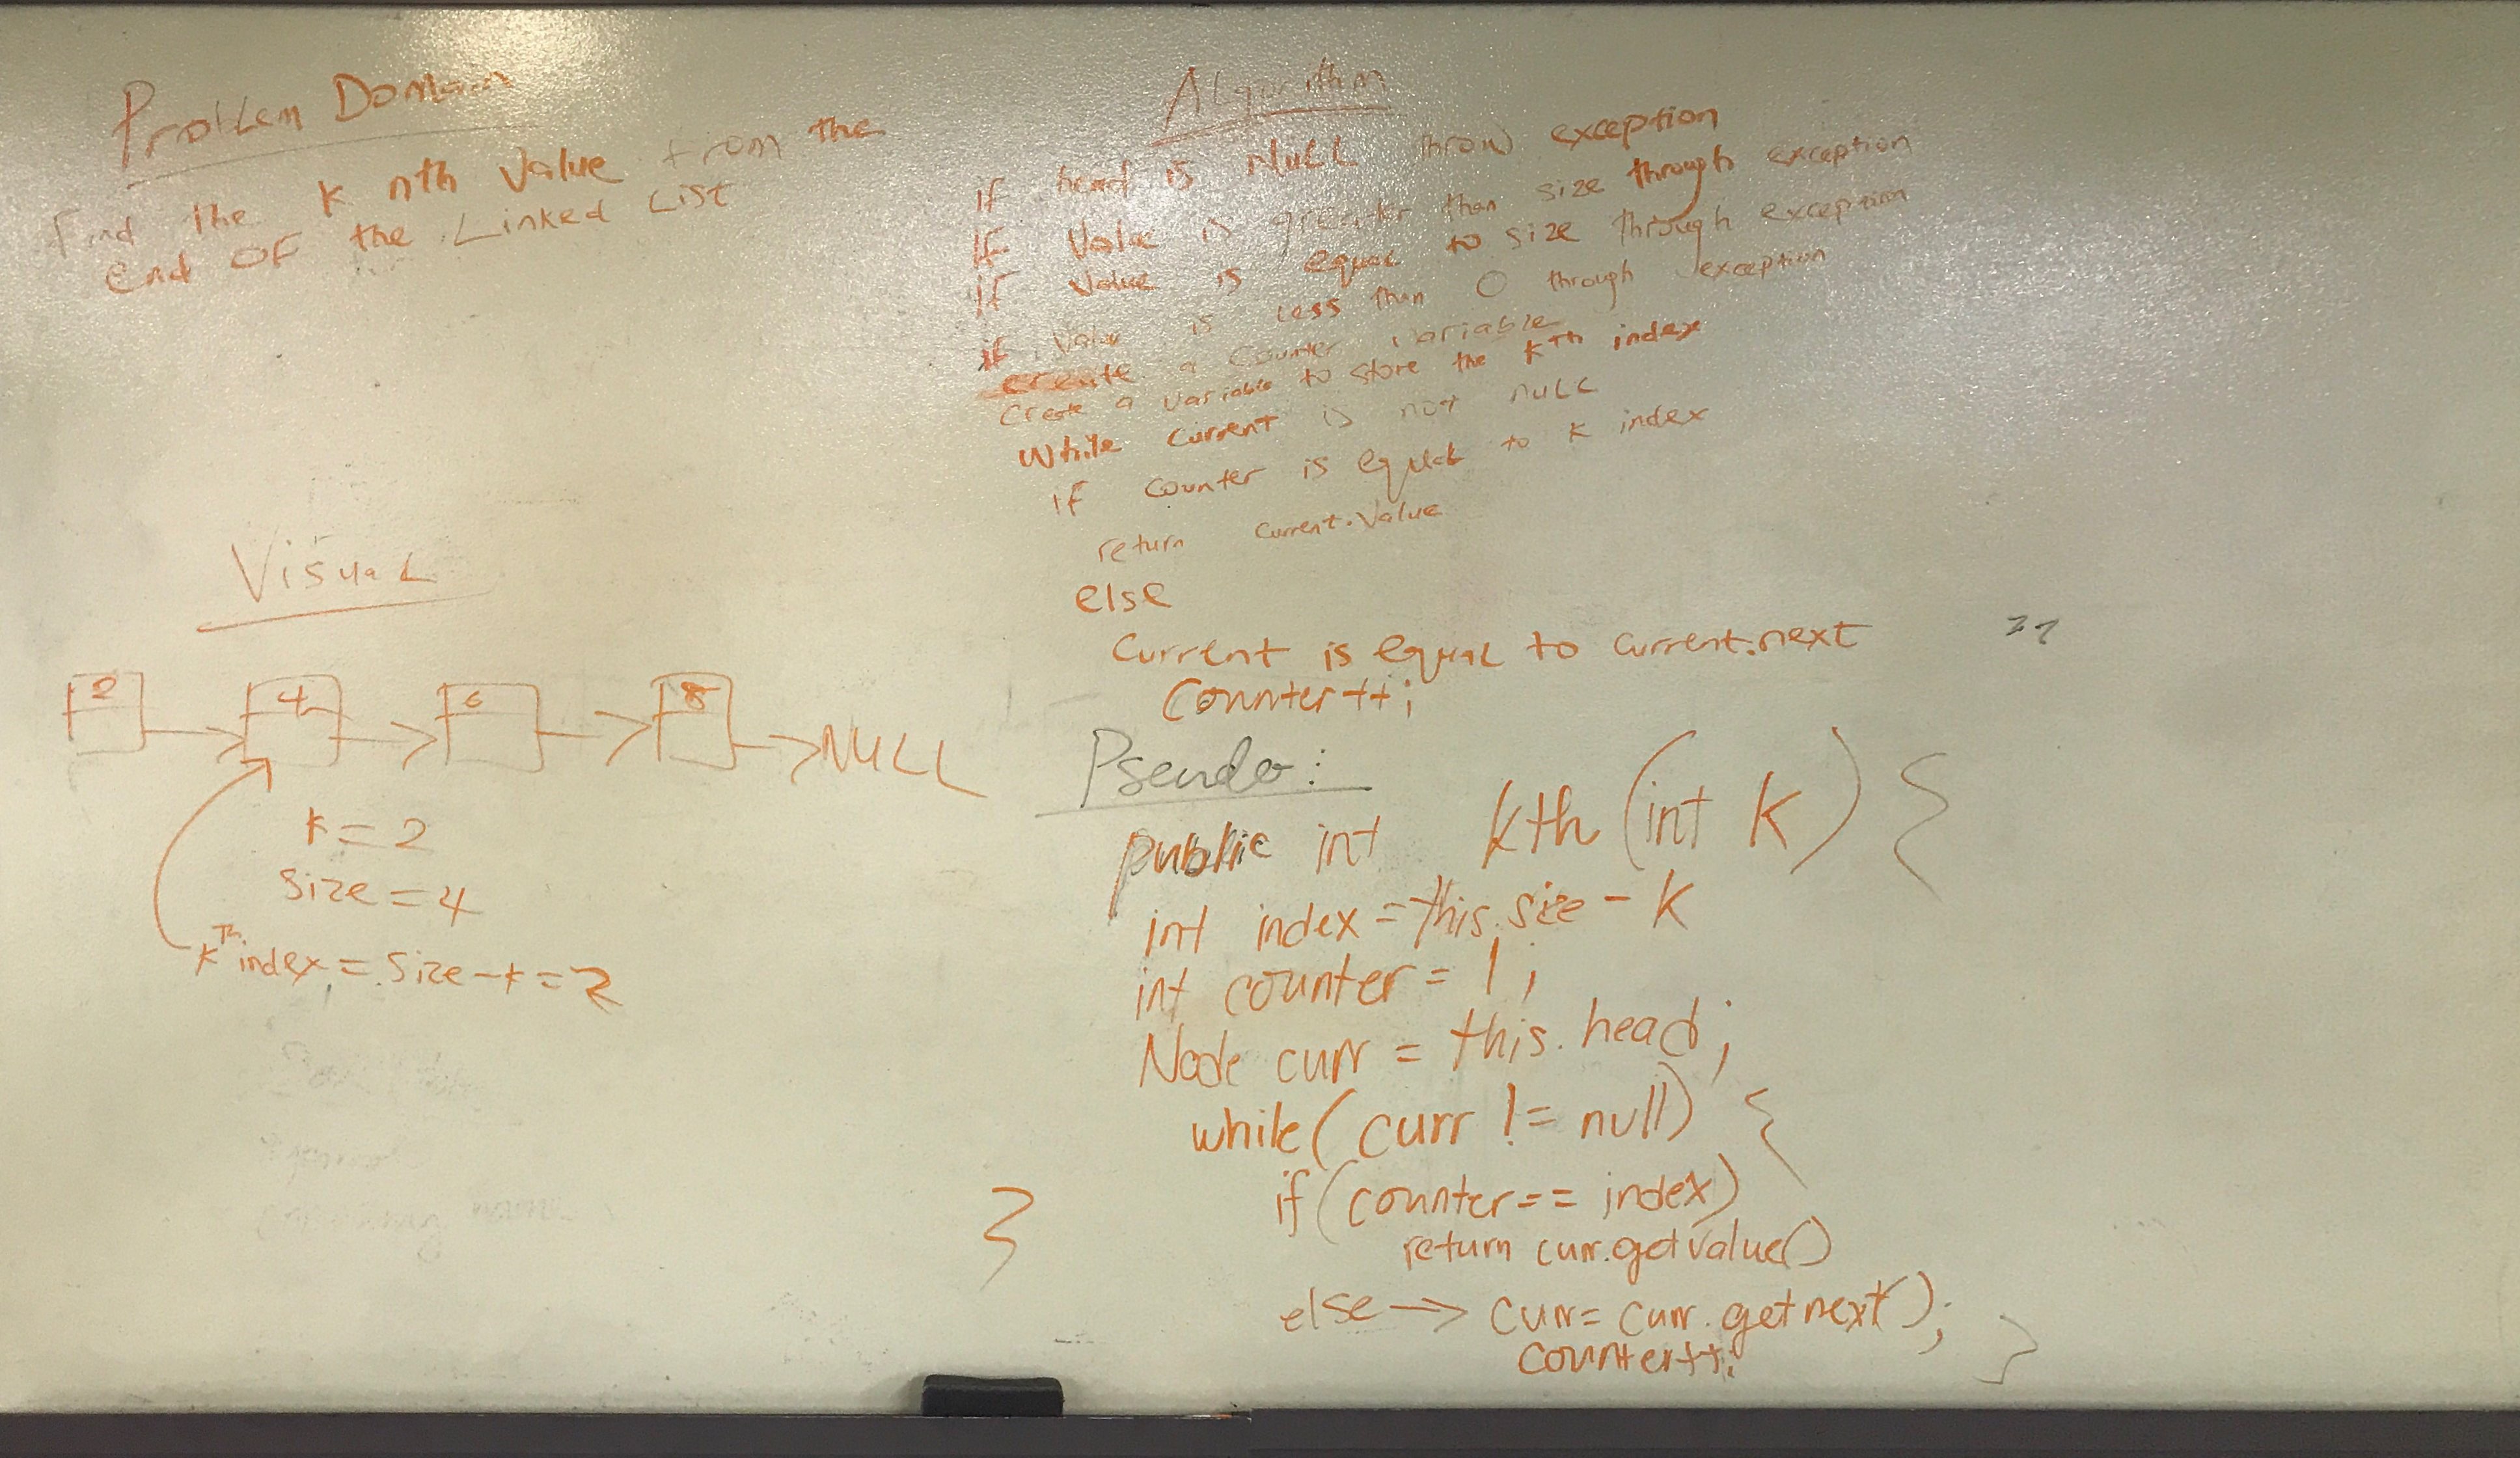 Problem Domain
Find the K nth value from the
end OF the Linked List
Visual
2
4
6
8
NULL
K = 2
Size = 4
K Th index = Size - K = 2
Algorithm
if head is NULL throw exception
If Value is greater than size through exception
If Value is equal to size through exception
if Value is less than 0 through exception
create a counter variable
Create a variable to store the Kth index
While current is not null
if counter is equal to K index
return current.value
else
Current is equal to current.next
Counter++;
Pseudo:
public int kth (int K) {
int index = this.size - K
int counter = 1;
Node curr = this.head;
while( curr != null) {
if (counter == index)
return curr.getValue()
else → curr = curr.getnext();
counter++;
}
}